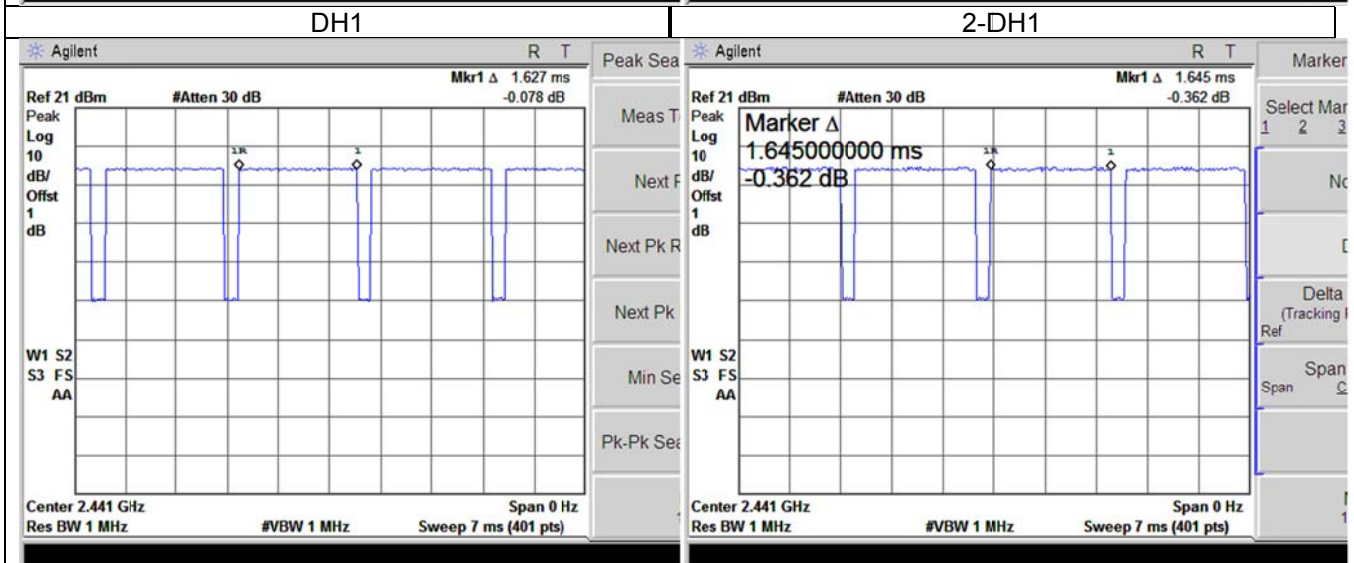 DH1
2-DH1
Agilent R T
Mkr1 Δ 1.627 ms
Ref 21 dBm #Atten 30 dB -0.078 dB
Peak
Log
10
dB/
Offst
1
dB
1R 1
W1 S2
S3 FS
AA
Center 2.441 GHz Span 0 Hz
Res BW 1 MHz #VBW 1 MHz Sweep 7 ms (401 pts)
Peak Sea
Meas T
Next
Next Pk R
Next Pk
Min Se
Pk-Pk Sea
Agilent R T
Mkr1 Δ 1.645 ms
Ref 21 dBm #Atten 30 dB -0.362 dB
Peak
Log
10
dB/
Offst
1
dB
Marker Δ
1.645000000 ms
-0.362 dB
1R 1
W1 S2
S3 FS
AA
Center 2.441 GHz Span 0 Hz
Res BW 1 MHz #VBW 1 MHz Sweep 7 ms (401 pts)
Marker
Select Mar
1 2 3
Delta
(Tracking
Ref
Span
Span